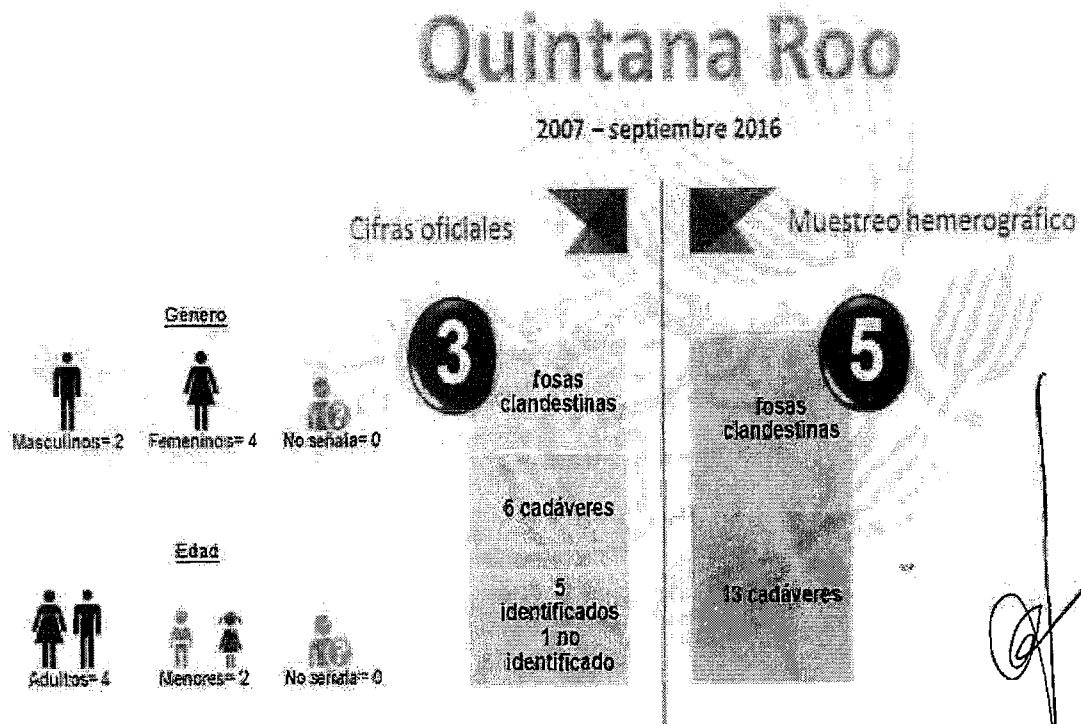 Quintana Roo
2007 – septiembre 2016
Cifras oficiales
Muestreo hemerográfico
Género
Masculinos= 2
Femeninos= 4
No señala= 0
Edad
Adultos= 4
Menores= 2
No señala= 0
3
fosas
clandestinas
6 cadáveres
5
identificados
1 no
identificado
5
fosas
clandestinas
13 cadáveres